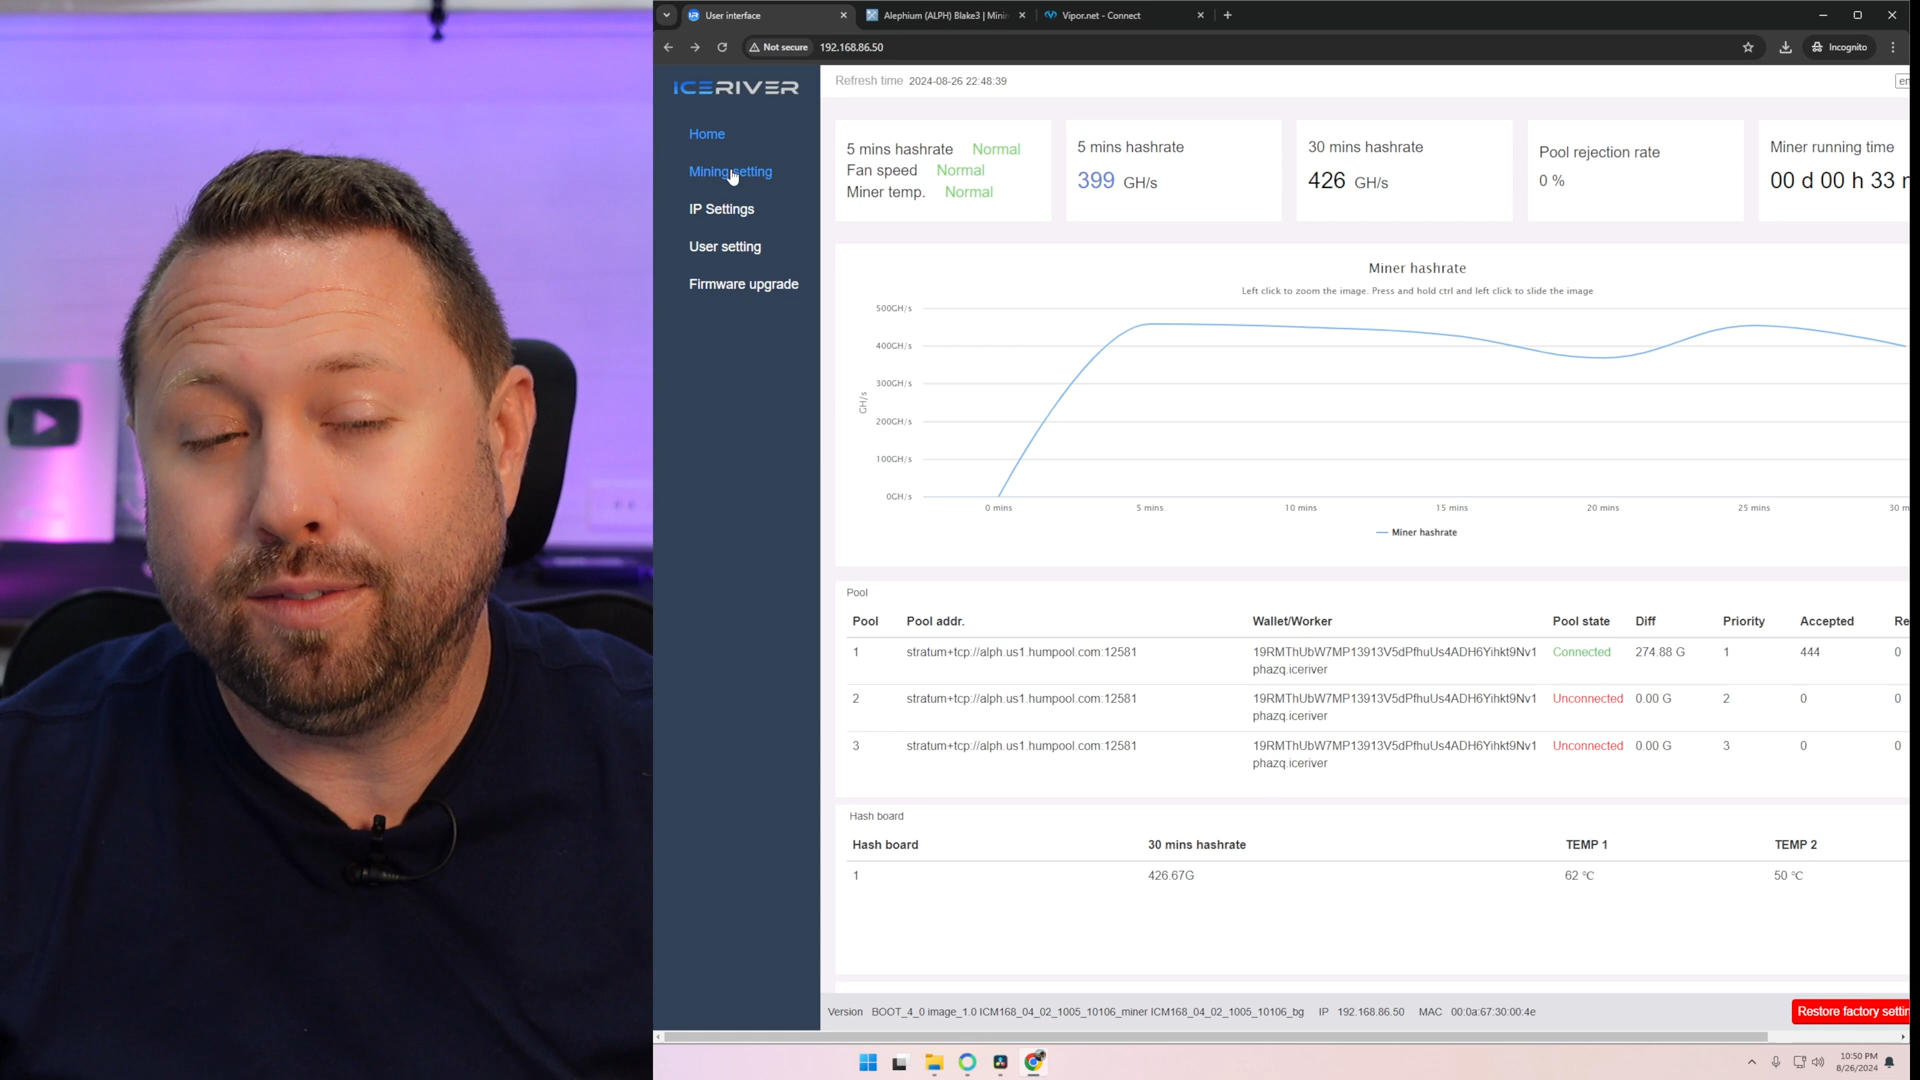 User interface
Alephium (ALPH) Blake3 | Minin
Vipor.net - Connect
Not secure 192.168.86.50
Incognito
ICERIVER
Home
Mining setting
IP Settings
User setting
Firmware upgrade
Refresh time 2024-08-26 22:48:39
en
5 mins hashrate Normal
Fan speed Normal
Miner temp. Normal
5 mins hashrate
399 GH/s
30 mins hashrate
426 GH/s
Pool rejection rate
0 %
Miner running time
00 d 00 h 33 m
Miner hashrate
Left click to zoom the image. Press and hold ctrl and left click to slide the image
500GH/s
400GH/s
300GH/s
200GH/s
100GH/s
0GH/s
GH/s
0 mins 5 mins 10 mins 15 mins 20 mins 25 mins 30 m
Miner hashrate
Pool
Pool Pool addr. Wallet/Worker Pool state Diff Priority Accepted Re
1 stratum+tcp://alph.us1.humpool.com:12581 19RMThUbW7MP13913V5dPfhuUs4ADH6Yihkt9Nv1 Connected 274.88 G 1 444 0
phazq.iceriver
2 stratum+tcp://alph.us1.humpool.com:12581 19RMThUbW7MP13913V5dPfhuUs4ADH6Yihkt9Nv1 Unconnected 0.00 G 2 0 0
phazq.iceriver
3 stratum+tcp://alph.us1.humpool.com:12581 19RMThUbW7MP13913V5dPfhuUs4ADH6Yihkt9Nv1 Unconnected 0.00 G 3 0 0
phazq.iceriver
Hash board
Hash board 30 mins hashrate TEMP 1 TEMP 2
1 426.67G 62 ℃ 50 ℃
Version BOOT_4_0 image_1.0 ICM168_04_02_1005_10106_miner ICM168_04_02_1005_10106_bg IP 192.168.86.50 MAC 00:0a:67:30:00:4e
Restore factory settin
10:50 PM
8/26/2024